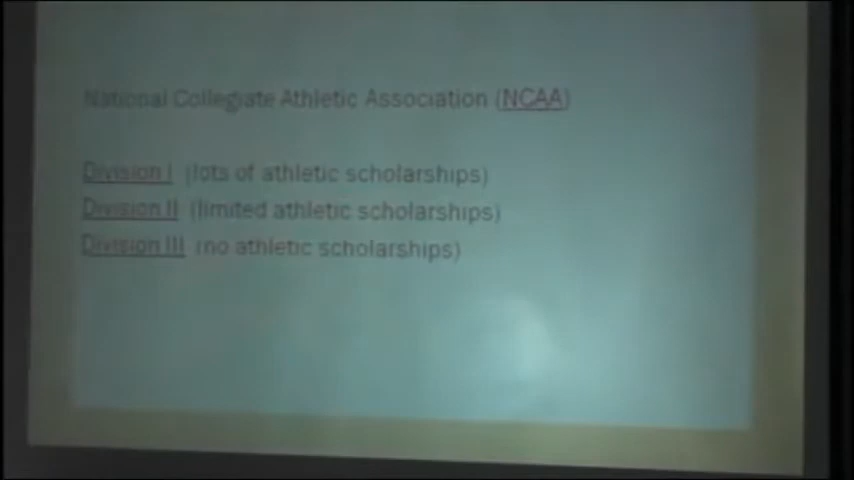 National Collegiate Athletic Association (NCAA)
Division I (lots of athletic scholarships)
Division II (limited athletic scholarships)
Division III (no athletic scholarships)